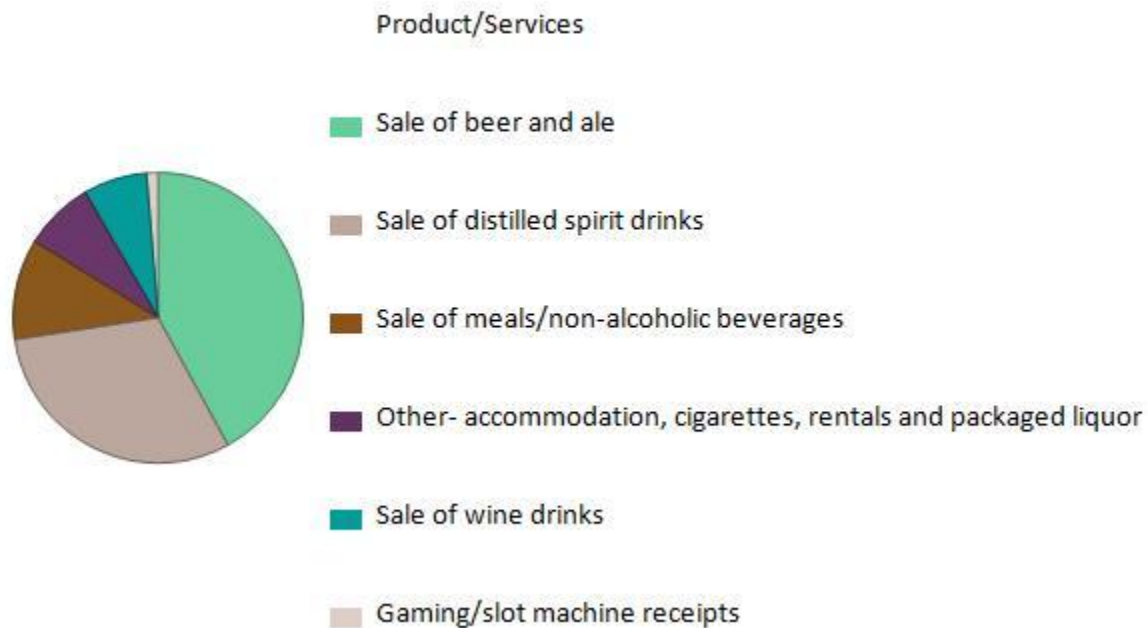 Product/Services
Sale of beer and ale
Sale of distilled spirit drinks
Sale of meals/non-alcoholic beverages
Other- accommodation, cigarettes, rentals and packaged liquor
Sale of wine drinks
Gaming/slot machine receipts